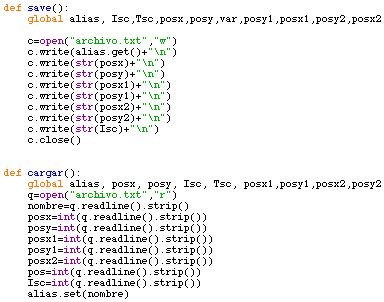 def save():
    global alias, Isc,Tsc,posx,posy,var,posy1,posx1,posy2,posx2
    c=open("archivo.txt","w")
    c.write(alias.get()+"\n")
    c.write(str(posx)+"\n")
    c.write(str(posy)+"\n")
    c.write(str(posx1)+"\n")
    c.write(str(posy1)+"\n")
    c.write(str(posx2)+"\n")
    c.write(str(posy2)+"\n")
    c.write(str(Isc)+"\n")
    c.close()
def cargar():
    global alias, posx, posy, Isc, Tsc, posx1,posy1,posx2,posy2
    q=open("archivo.txt","r")
    nombre=q.readline().strip()
    posx=int(q.readline().strip())
    posy=int(q.readline().strip())
    posx1=int(q.readline().strip())
    posy1=int(q.readline().strip())
    posx2=int(q.readline().strip())
    pos=int(q.readline().strip())
    Isc=int(q.readline().strip())
    alias.set(nombre)